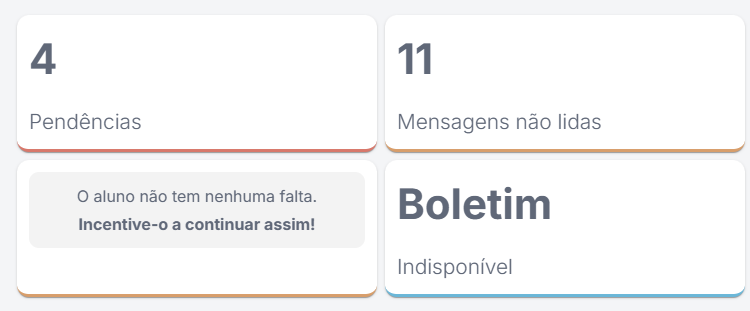 4
Pendências
11
Mensagens não lidas
O aluno não tem nenhuma falta.
Incentive-o a continuar assim!
Boletim
Indisponível